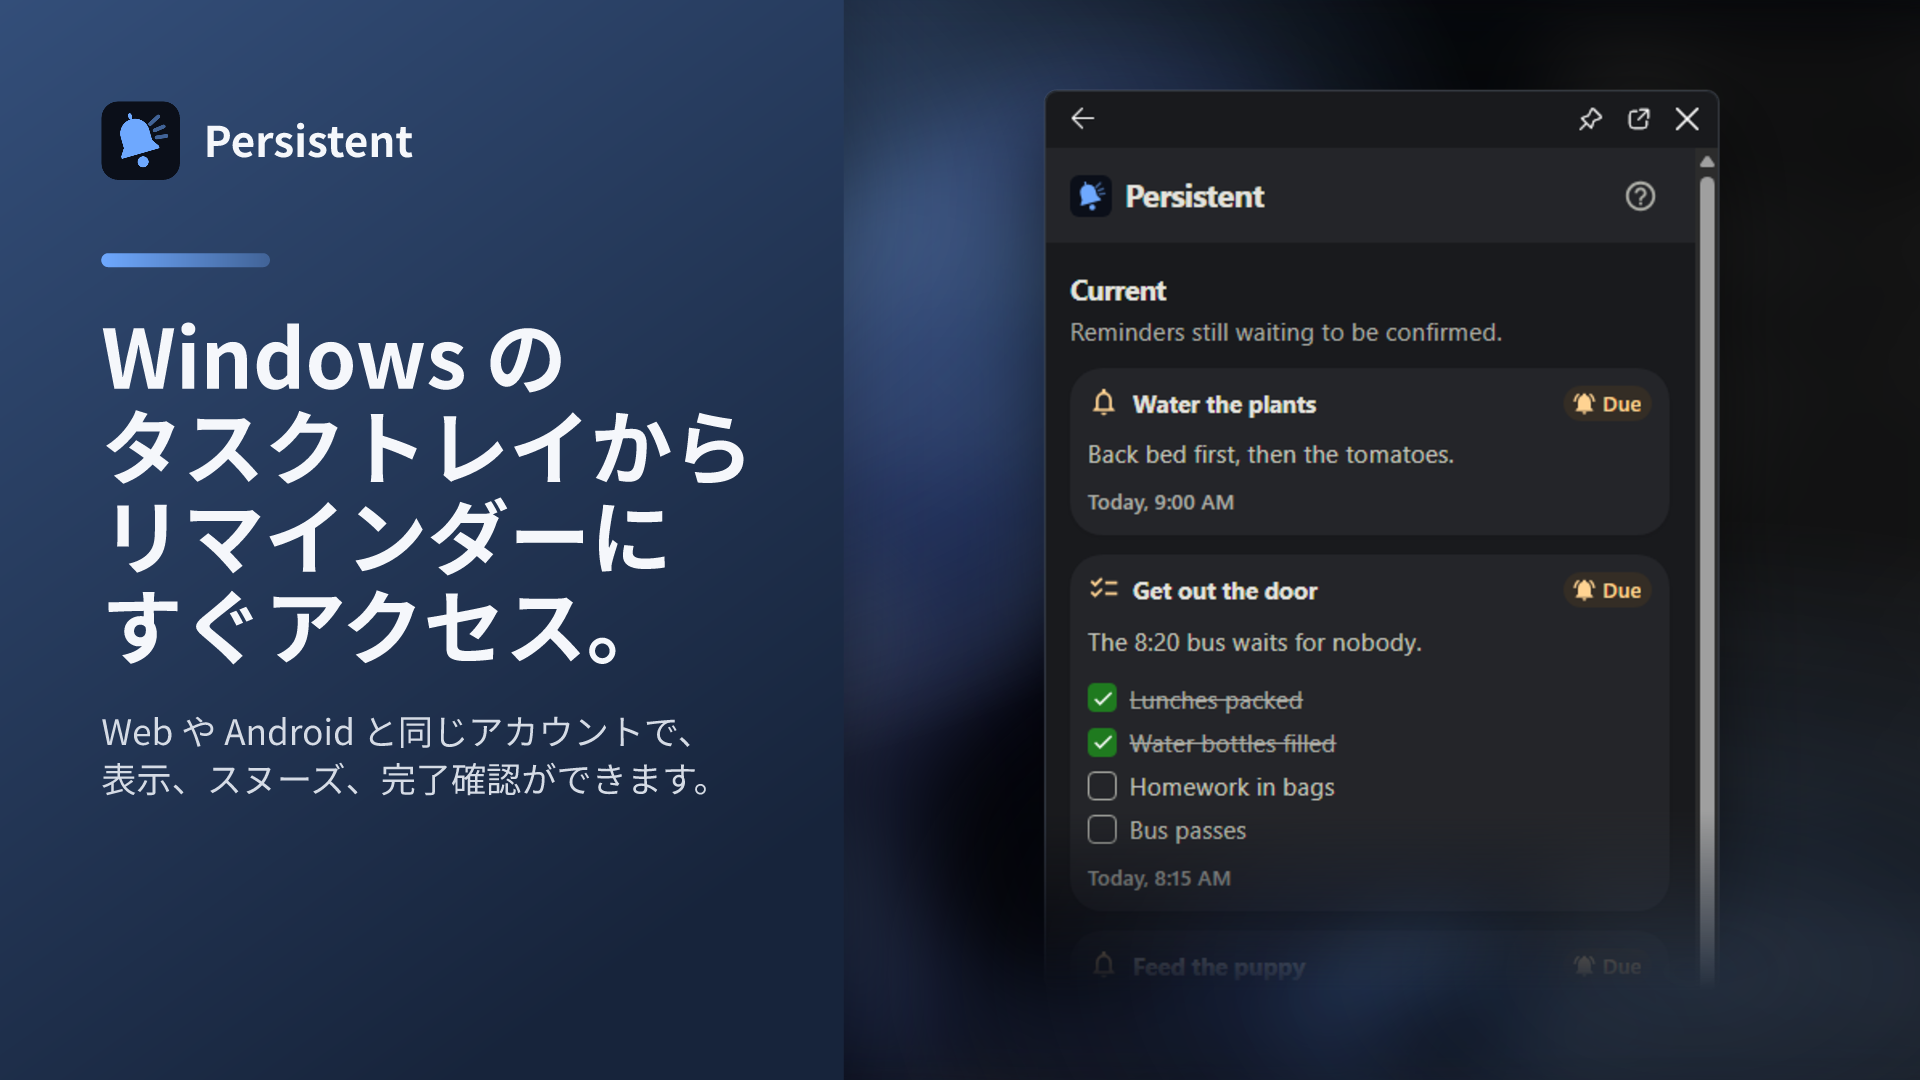 Persistent
Windows の
タスクトレイから
リマインダーに
すぐアクセス。
Web や Android と同じアカウントで、
表示、スヌーズ、完了確認ができます。
Persistent
Current
Reminders still waiting to be confirmed.
Water the plants
Due
Back bed first, then the tomatoes.
Today, 9:00 AM
Get out the door
Due
The 8:20 bus waits for nobody.
Lunches packed
Water bottles filled
Homework in bags
Bus passes
Today, 8:15 AM
Feed the puppy
Due